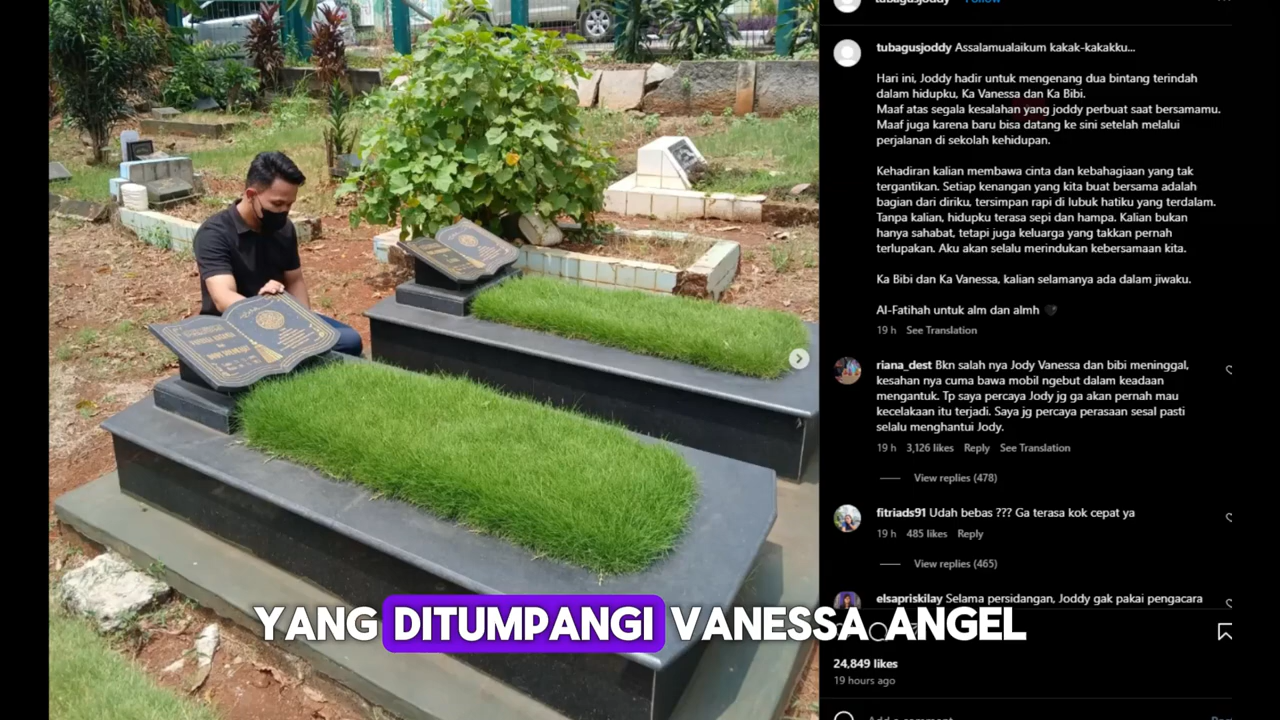 tubagusjoddy Follow
tubagusjoddy Assalamualaikum kakak-kakakku...
Hari ini, Joddy hadir untuk mengenang dua bintang terindah
dalam hidupku, Ka Vanessa dan Ka Bibi.
Maaf atas segala kesalahan yang joddy perbuat saat bersamamu.
Maaf juga karena baru bisa datang ke sini setelah melalui
perjalanan di sekolah kehidupan.
Kehadiran kalian membawa cinta dan kebahagiaan yang tak
tergantikan. Setiap kenangan yang kita buat bersama adalah
bagian dari diriku, tersimpan rapi di lubuk hatiku yang terdalam.
Tanpa kalian, hidupku terasa sepi dan hampa. Kalian bukan
hanya sahabat, tetapi juga keluarga yang takkan pernah
terlupakan. Aku akan selalu merindukan kebersamaan kita.
Ka Bibi dan Ka Vanessa, kalian selamanya ada dalam jiwaku.
Al-Fatihah untuk alm dan almh
19 h See Translation
riana_dest Bkn salah nya Jody Vanessa dan bibi meninggal,
kesahan nya cuma bawa mobil ngebut dalam keadaan
mengantuk. Tp saya percaya Jody jg ga akan pernah mau
kecelakaan itu terjadi. Saya jg percaya perasaan sesal pasti
selalu menghantui Jody.
19 h 3,126 likes Reply See Translation
View replies (478)
fitriads91 Udah bebas ??? Ga terasa kok cepat ya
19 h 485 likes Reply
View replies (465)
elsapriskilay Selama persidangan, Joddy gak pakai pengacara
YANG DITUMPANGI VANESSA ANGEL
24,849 likes
19 hours ago
Add a comment...